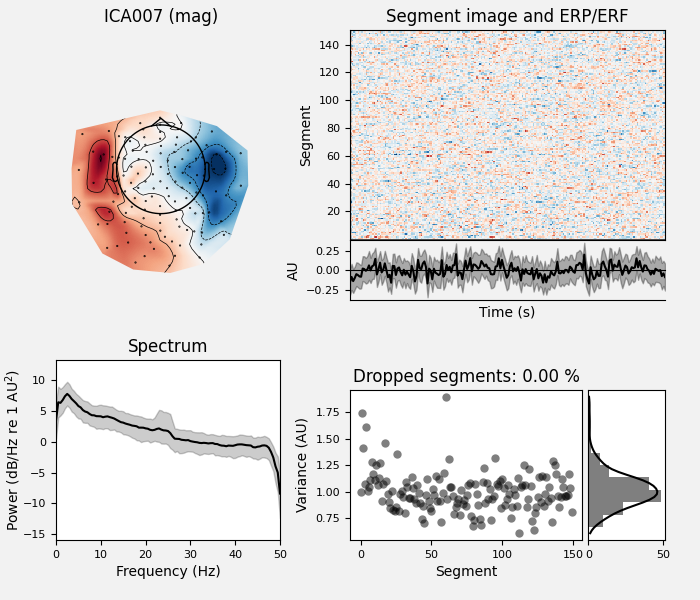 ICA007 (mag)
Segment image and ERP/ERF
Segment
140
120
100
80
60
40
20
AU
0.25
0.00
−0.25
Time (s)
Spectrum
Power (dB/Hz re 1 AU²)
10
5
0
−5
−10
−15
0 10 20 30 40 50
Frequency (Hz)
Dropped segments: 0.00 %
Variance (AU)
1.75
1.50
1.25
1.00
0.75
0 50 100 150
Segment
0 50